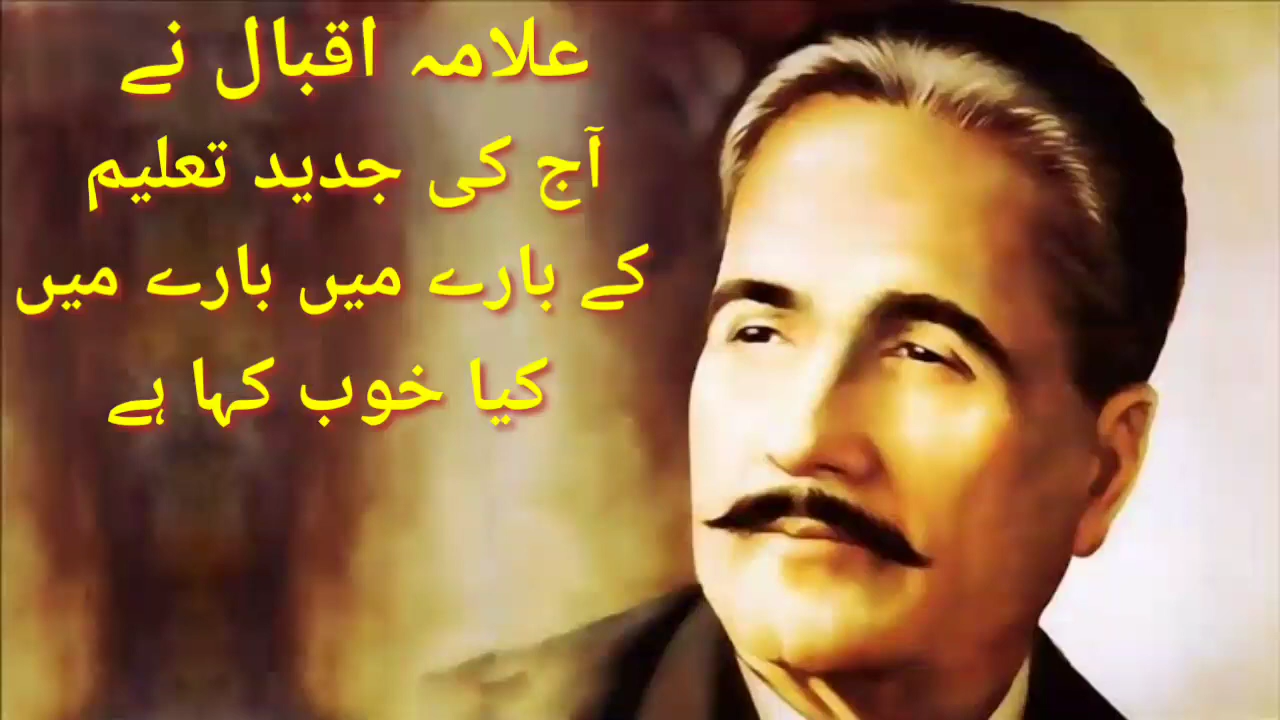 علامہ اقبال نے
آج کی جدید تعلیم
کے بارے میں بارے میں
کیا خوب کہا ہے